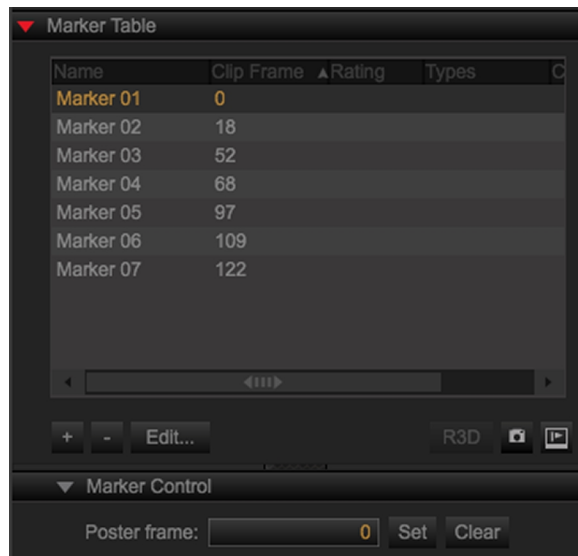 Marker Table
Name Clip Frame Rating Types C
Marker 01 0
Marker 02 18
Marker 03 52
Marker 04 68
Marker 05 97
Marker 06 109
Marker 07 122
+ - Edit... R3D
Marker Control
Poster frame: 0 Set Clear